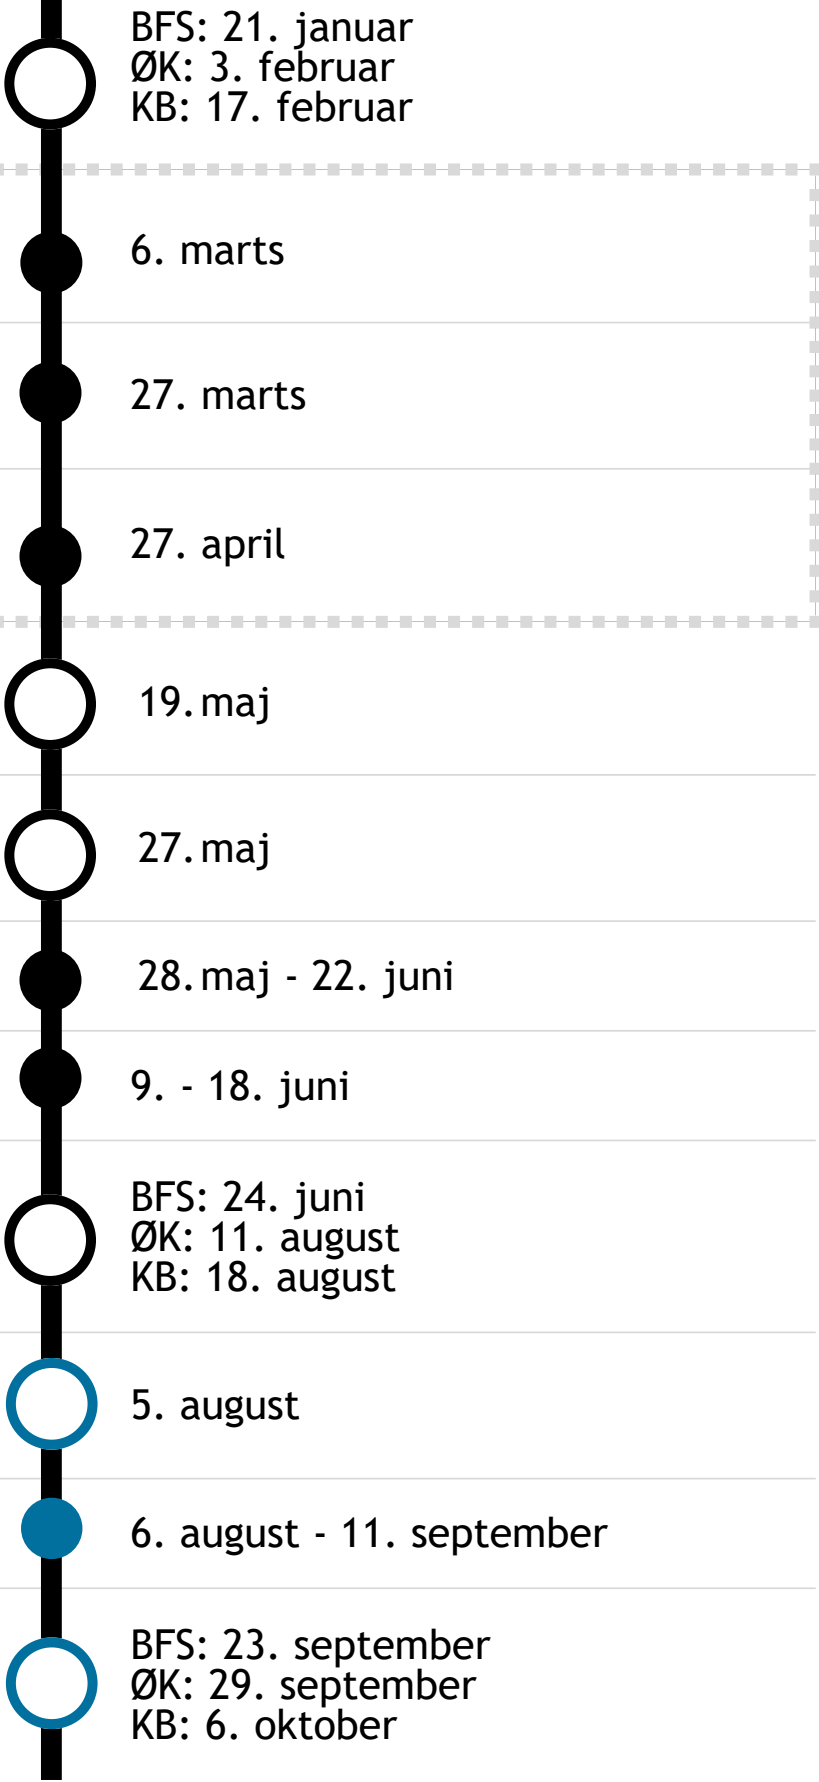 BFS: 21. januar
ØK: 3. februar
KB: 17. februar
6. marts
27. marts
27. april
19. maj
27. maj
28. maj - 22. juni
9. - 18. juni
BFS: 24. juni
ØK: 11. august
KB: 18. august
5. august
6. august - 11. september
BFS: 23. september
ØK: 29. september
KB: 6. oktober